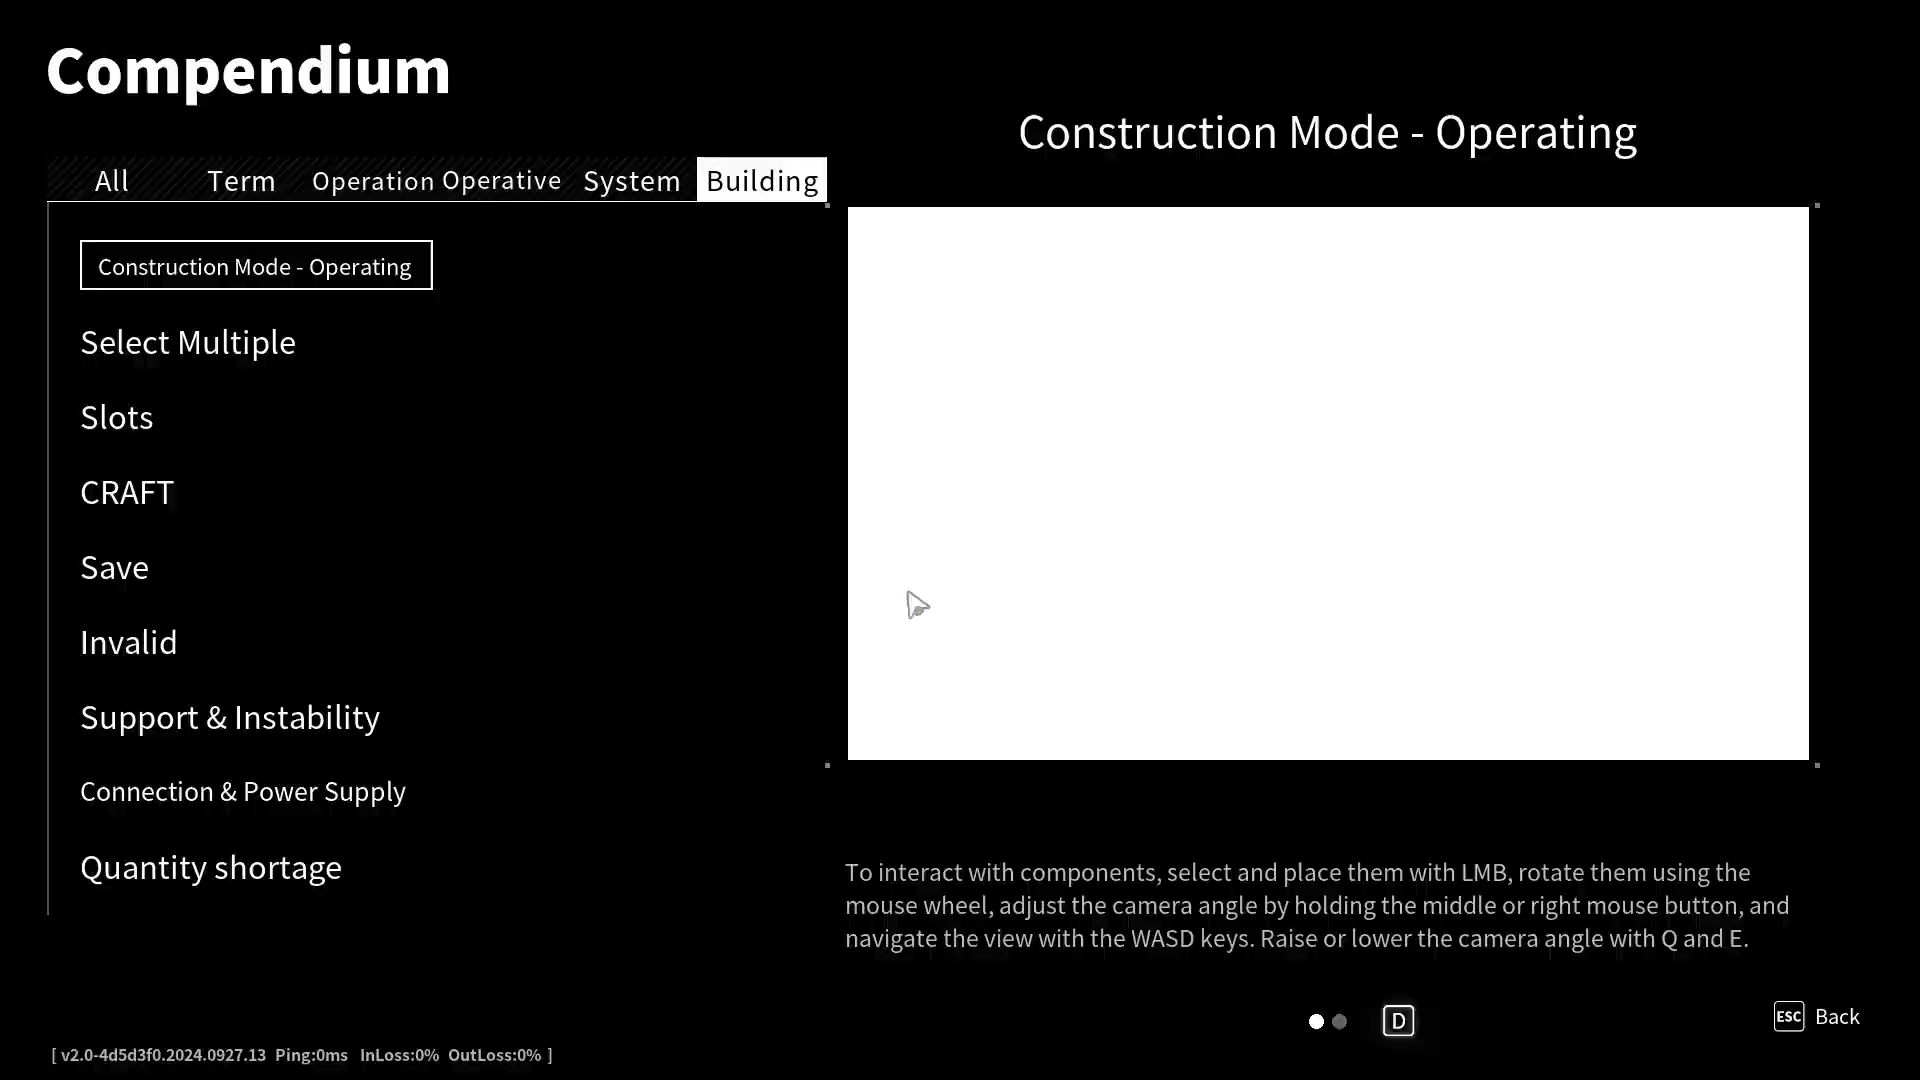 Compendium
All Term Operation Operative System Building
Construction Mode - Operating
Select Multiple
Slots
CRAFT
Save
Invalid
Support & Instability
Connection & Power Supply
Quantity shortage
Construction Mode - Operating
To interact with components, select and place them with LMB, rotate them using the
mouse wheel, adjust the camera angle by holding the middle or right mouse button, and
navigate the view with the WASD keys. Raise or lower the camera angle with Q and E.
D
ESC Back
[ v2.0-4d5d3f0.2024.0927.13 Ping:0ms InLoss:0% OutLoss:0% ]